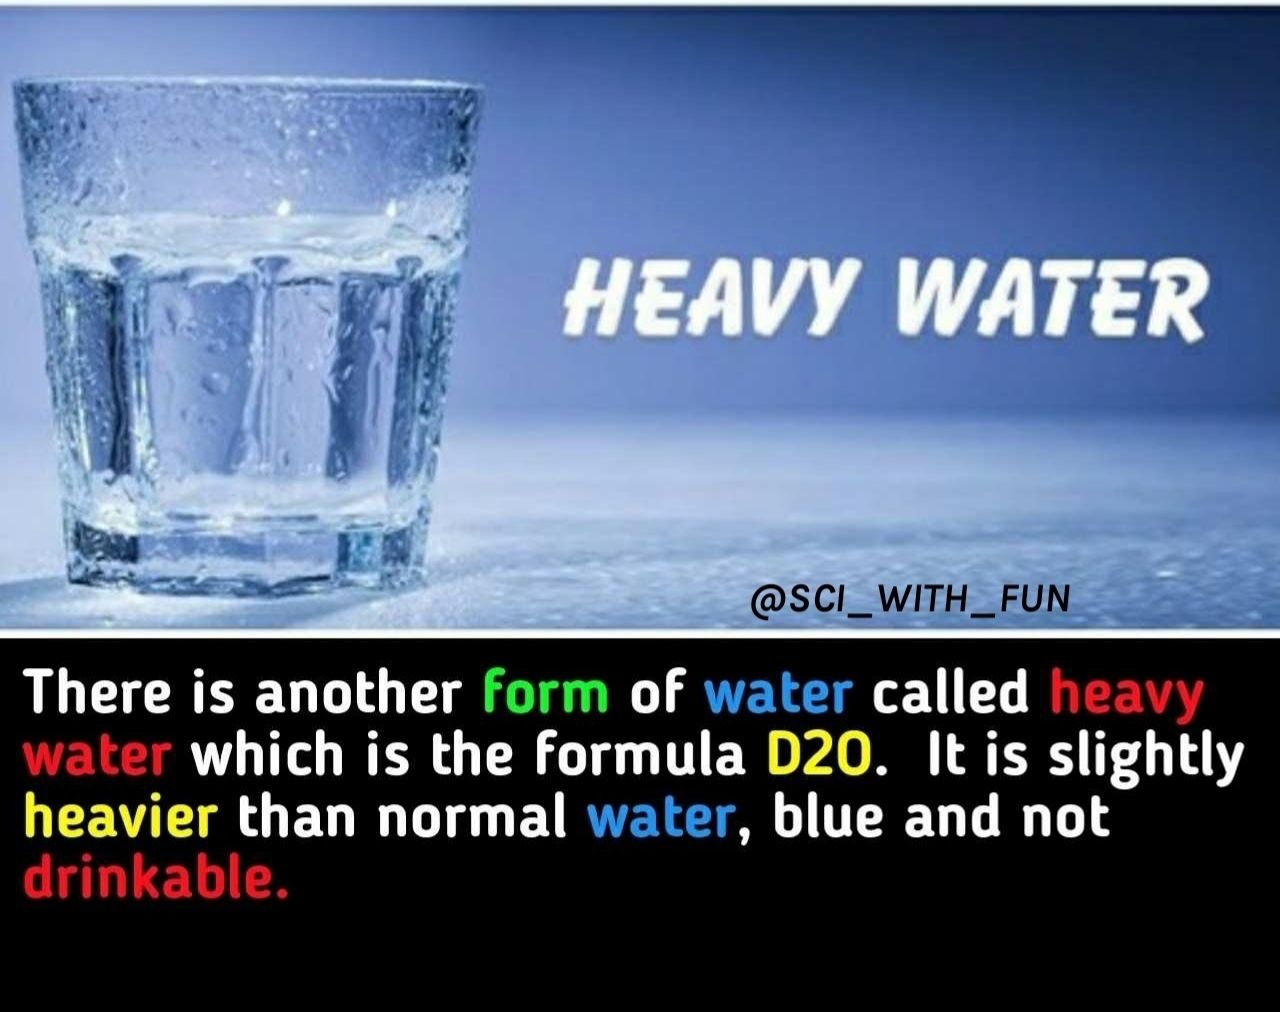 HEAVY WATER
@SCI_WITH_FUN
There is another form of water called heavy
water which is the formula D2O.  It is slightly
heavier than normal water, blue and not
drinkable.